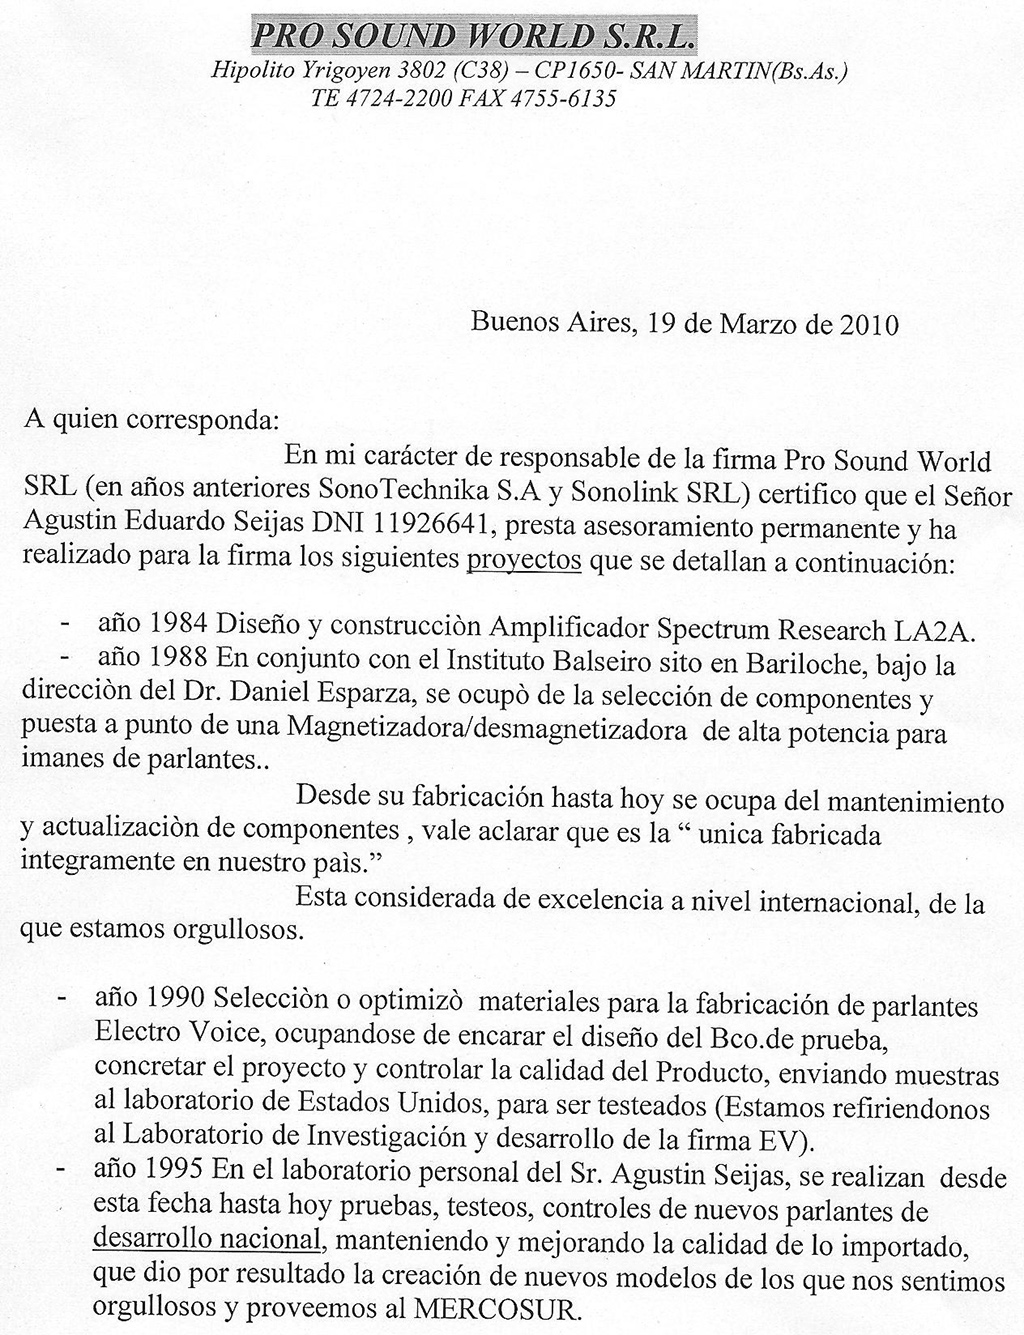 PRO SOUND WORLD S.R.L.
Hipolito Yrigoyen 3802 (C38) – CP1650- SAN MARTIN(Bs.As.)
TE 4724-2200 FAX 4755-6135
Buenos Aires, 19 de Marzo de 2010
A quien corresponda:
En mi carácter de responsable de la firma Pro Sound World
SRL (en años anteriores SonoTechnika S.A y Sonolink SRL) certifico que el Señor
Agustin Eduardo Seijas DNI 11926641, presta asesoramiento permanente y ha
realizado para la firma los siguientes proyectos que se detallan a continuación:
- año 1984 Diseño y construcciòn Amplificador Spectrum Research LA2A.
- año 1988 En conjunto con el Instituto Balseiro sito en Bariloche, bajo la
direcciòn del Dr. Daniel Esparza, se ocupò de la selección de componentes y
puesta a punto de una Magnetizadora/desmagnetizadora de alta potencia para
imanes de parlantes..
Desde su fabricación hasta hoy se ocupa del mantenimiento
y actualizaciòn de componentes , vale aclarar que es la “ unica fabricada
integramente en nuestro paìs.”
Esta considerada de excelencia a nivel internacional, de la
que estamos orgullosos.
- año 1990 Selecciòn o optimizò materiales para la fabricación de parlantes
Electro Voice, ocupandose de encarar el diseño del Bco.de prueba,
concretar el proyecto y controlar la calidad del Producto, enviando muestras
al laboratorio de Estados Unidos, para ser testeados (Estamos refiriendonos
al Laboratorio de Investigación y desarrollo de la firma EV).
- año 1995 En el laboratorio personal del Sr. Agustin Seijas, se realizan desde
esta fecha hasta hoy pruebas, testeos, controles de nuevos parlantes de
desarrollo nacional, manteniendo y mejorando la calidad de lo importado,
que dio por resultado la creación de nuevos modelos de los que nos sentimos
orgullosos y proveemos al MERCOSUR.